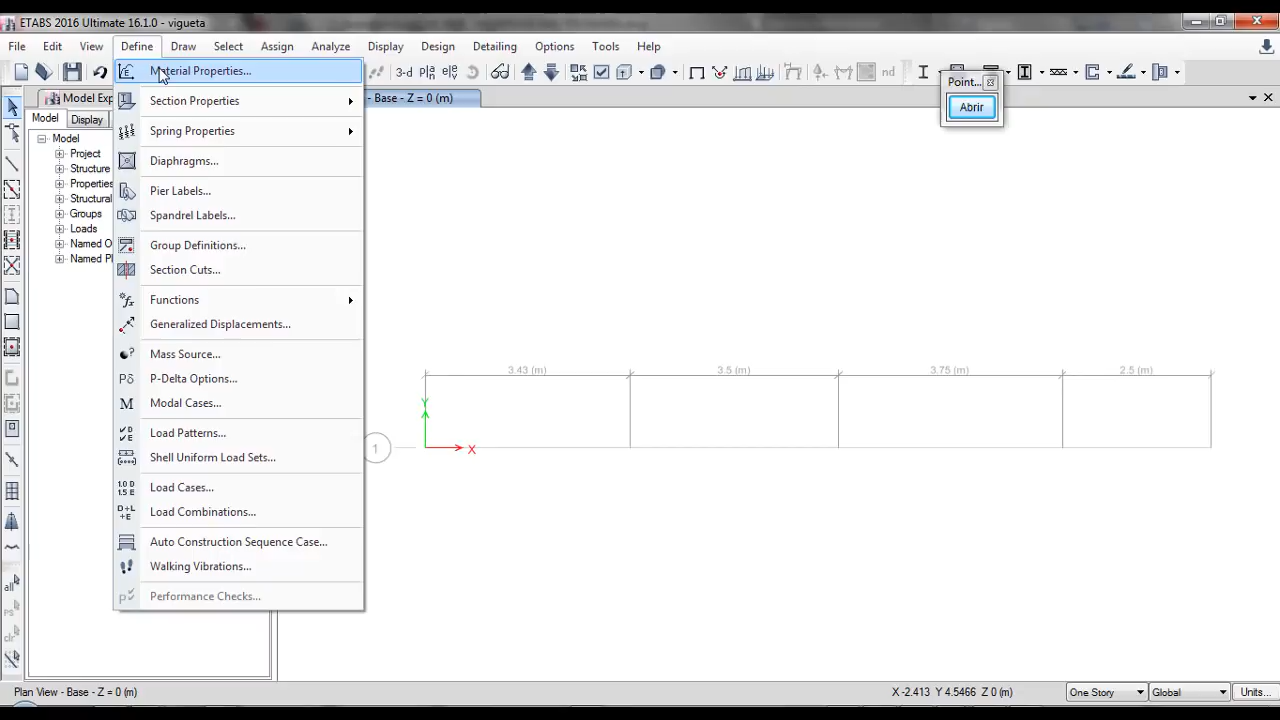 ETABS 2016 Ultimate 16.1.0 - vigueta
File Edit View Define Draw Select Assign Analyze Display Design Detailing Options Tools Help
3-d
nd
Model Exp
- Base - Z = 0 (m)
Point...
Abrir
Model Display
Model
Project
Structure
Properties
Structural
Groups
Loads
Named O
Named Pl
Material Properties...
Section Properties
Spring Properties
Diaphragms...
Pier Labels...
Spandrel Labels...
Group Definitions...
Section Cuts...
Functions
Generalized Displacements...
Mass Source...
P-Delta Options...
Modal Cases...
Load Patterns...
Shell Uniform Load Sets...
Load Cases...
Load Combinations...
Auto Construction Sequence Case...
Walking Vibrations...
Performance Checks...
3.43 (m) 3.5 (m) 3.75 (m) 2.5 (m)
Y
1
X
all
Plan View - Base - Z = 0 (m)
X -2.413 Y 4.5466 Z 0 (m)
One Story
Global
Units...